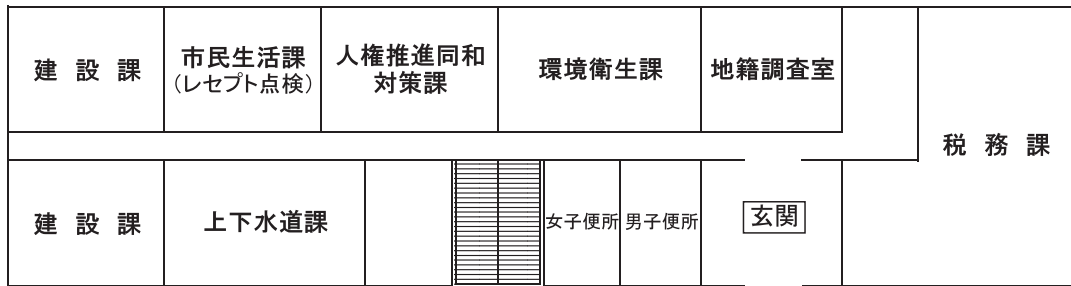 建設課
市民生活課
(レセプト点検)
人権推進同和
対策課
環境衛生課
地籍調査室
税務課
建設課
上下水道課
女子便所
男子便所
玄関